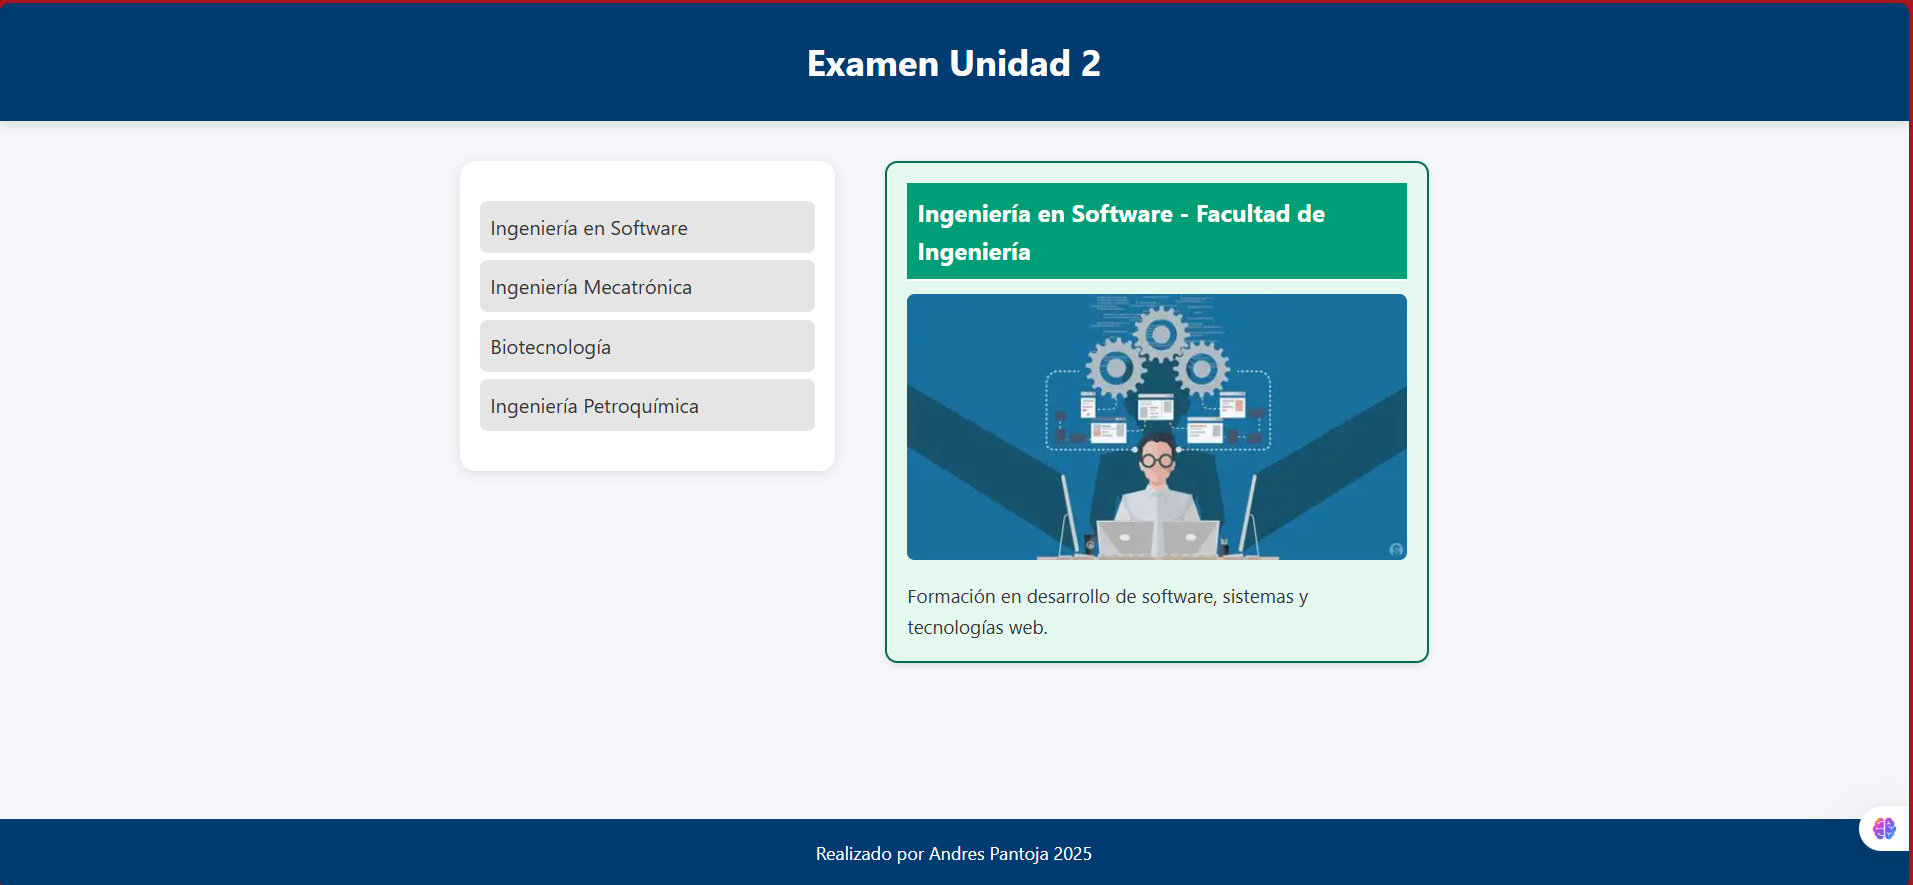 Examen Unidad 2
Ingeniería en Software
Ingeniería Mecatrónica
Biotecnología
Ingeniería Petroquímica
Ingeniería en Software - Facultad de
Ingeniería
Formación en desarrollo de software, sistemas y
tecnologías web.
Realizado por Andres Pantoja 2025